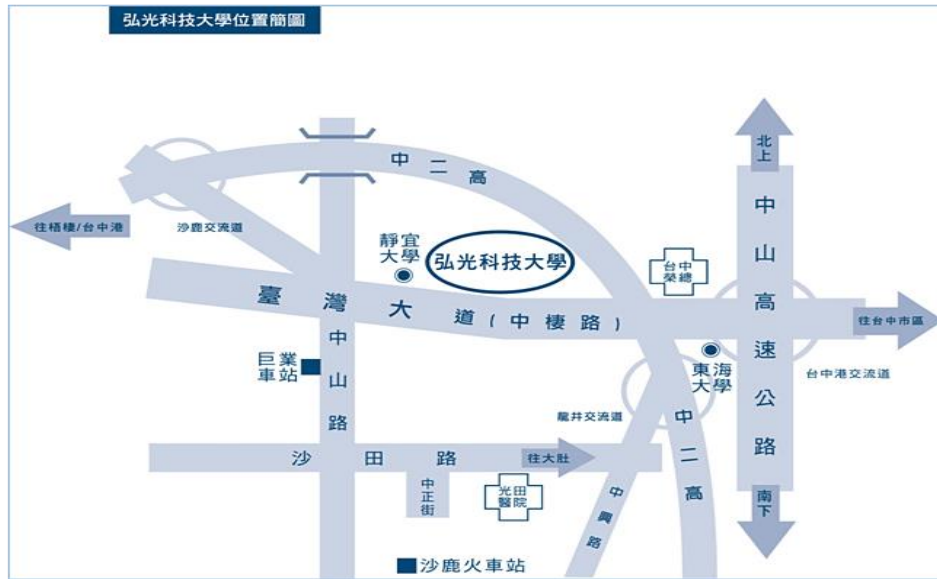 弘光科技大學位置簡圖
北上
中山高速公路
中二高
往梧棲/台中港
沙鹿交流道
靜宜
大學
弘光科技大學
台中
榮總
臺灣大道(中棲路)
往台中市區
中山路
巨業
車站
東海
大學
台中港交流道
龍井交流道
中二高
沙田路
往大肚
中正街
光田
醫院
中興路
南下
沙鹿火車站